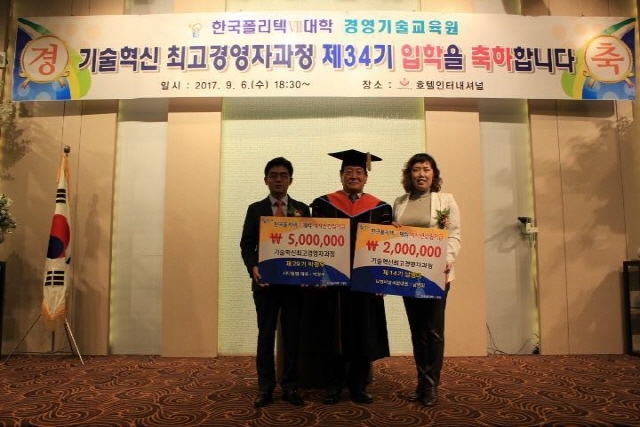 한국폴리텍Ⅶ대학 경영기술교육원
경 축
기술혁신 최고경영자과정 제34기 입학을 축하합니다
일시 : 2017. 9. 6.(수) 18:30~ 장소 : 호텔인터내셔널
₩ 5,000,000
기술혁신최고경영자과정
₩ 2,000,000
기술혁신최고경영자과정
제14기